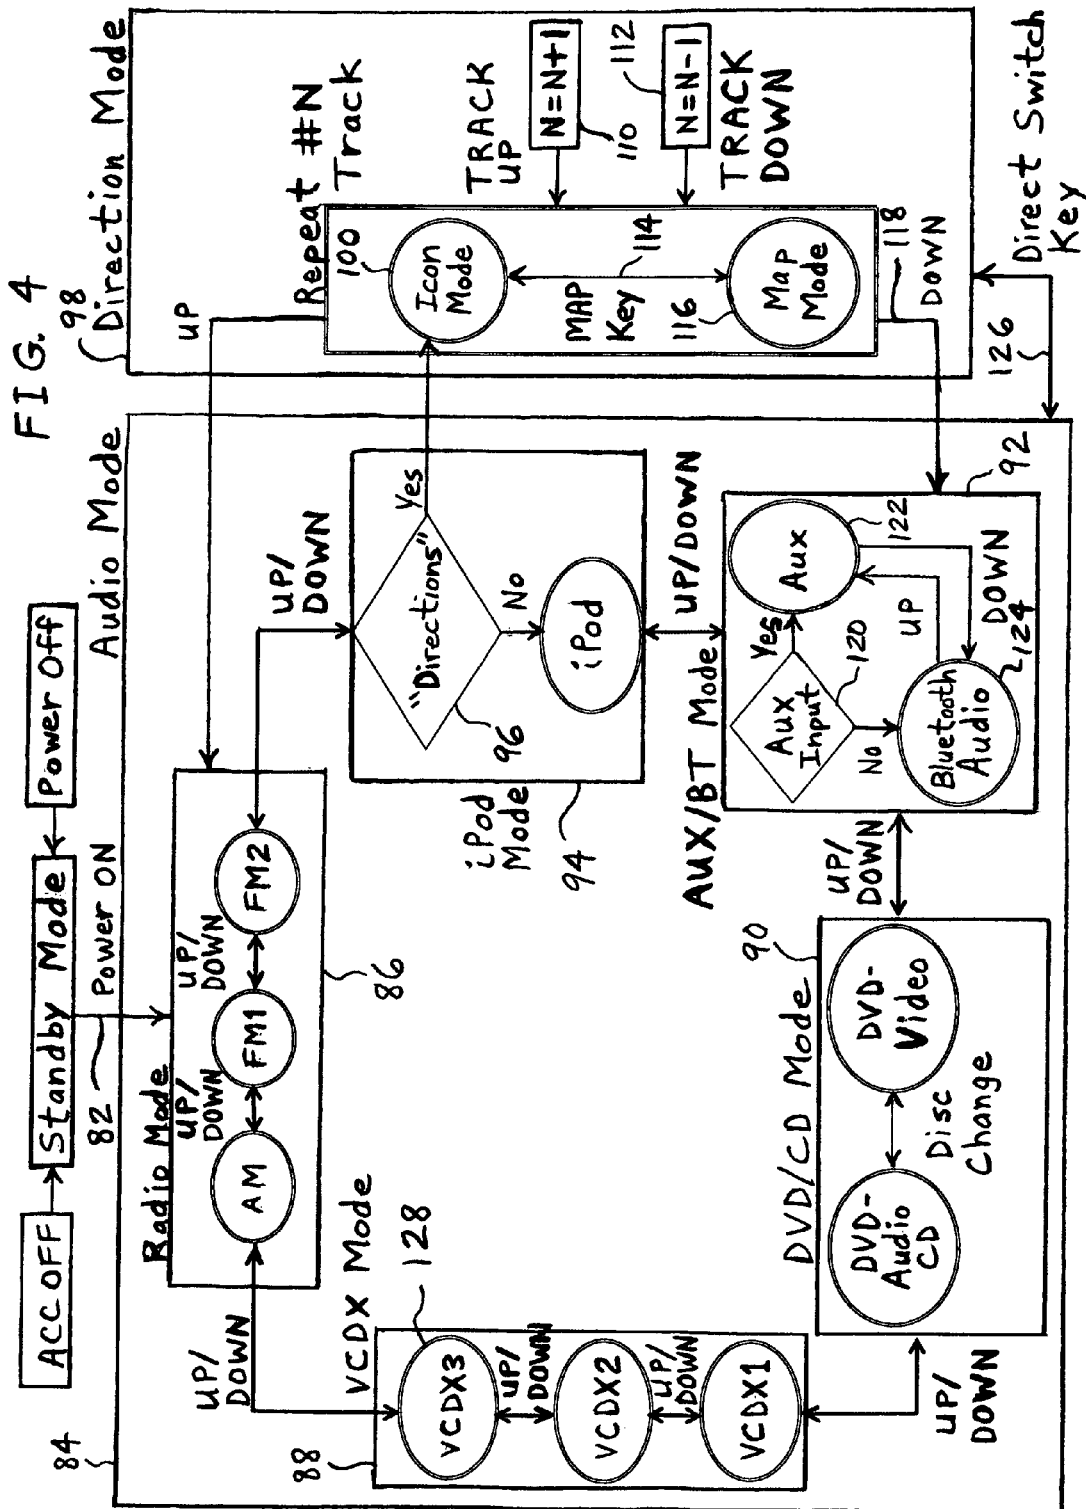 FIG. 4
ACC OFF
Standby Mode
Power Off
82
Power ON
84
Audio Mode
Radio Mode
AM
UP/
DOWN
FM1
UP/
DOWN
FM2
86
UP/
DOWN
VCDX Mode
128
88
VCDX3
UP/
DOWN
VCDX2
UP/
DOWN
VCDX1
UP/
DOWN
DVD/CD Mode
90
DVD-
Audio
CD
Disc
Change
DVD-
Video
UP/
DOWN
AUX/BT Mode
Aux
Input
120
Yes
No
Aux
122
UP
DOWN
Bluetooth
Audio
124
92
UP/DOWN
iPod
Mode
94
"Directions"
96
Yes
No
iPod
UP/
DOWN
98
Direction Mode
UP
Repeat #N
Track
100
Icon
Mode
MAP
Key
114
116
Map
Mode
TRACK
UP
N=N+1
110
112
N=N-1
TRACK
DOWN
118
DOWN
126
Direct Switch
Key